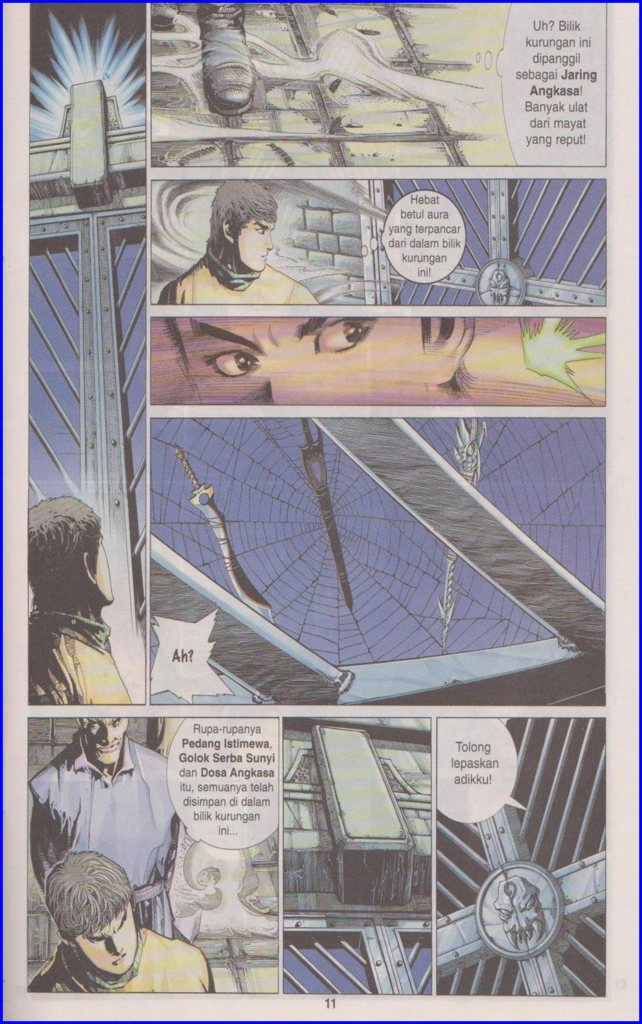 Uh? Bilik
kurungan ini
dipanggil
sebagai Jaring
Angkasa!
Banyak ulat
dari mayat
yang reput!
Hebat
betul aura
yang terpancar
dari dalam bilik
kurungan
ini!
Ah?
Rupa-rupanya
Pedang Istimewa,
Golok Serba Sunyi
dan Dosa Angkasa
itu, semuanya telah
disimpan di dalam
bilik kurungan
ini...
Tolong
lepaskan
adikku!
11